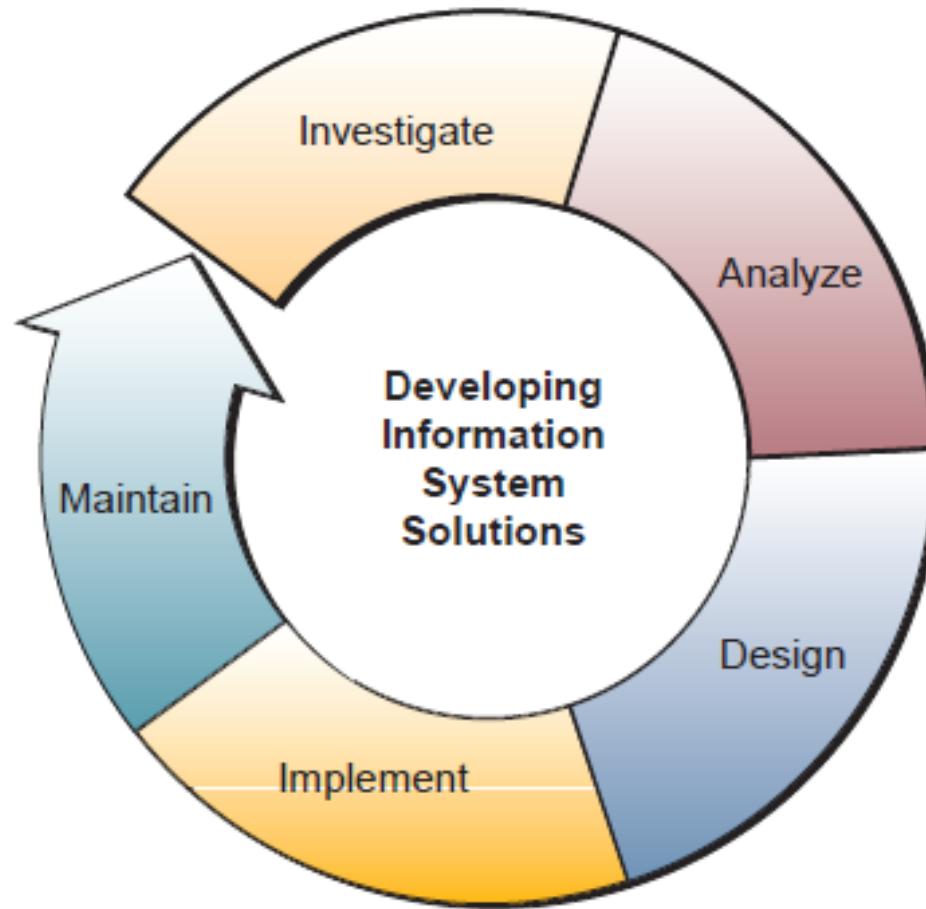 Investigate
Analyze
Developing
Information
System
Solutions
Maintain
Design
Implement